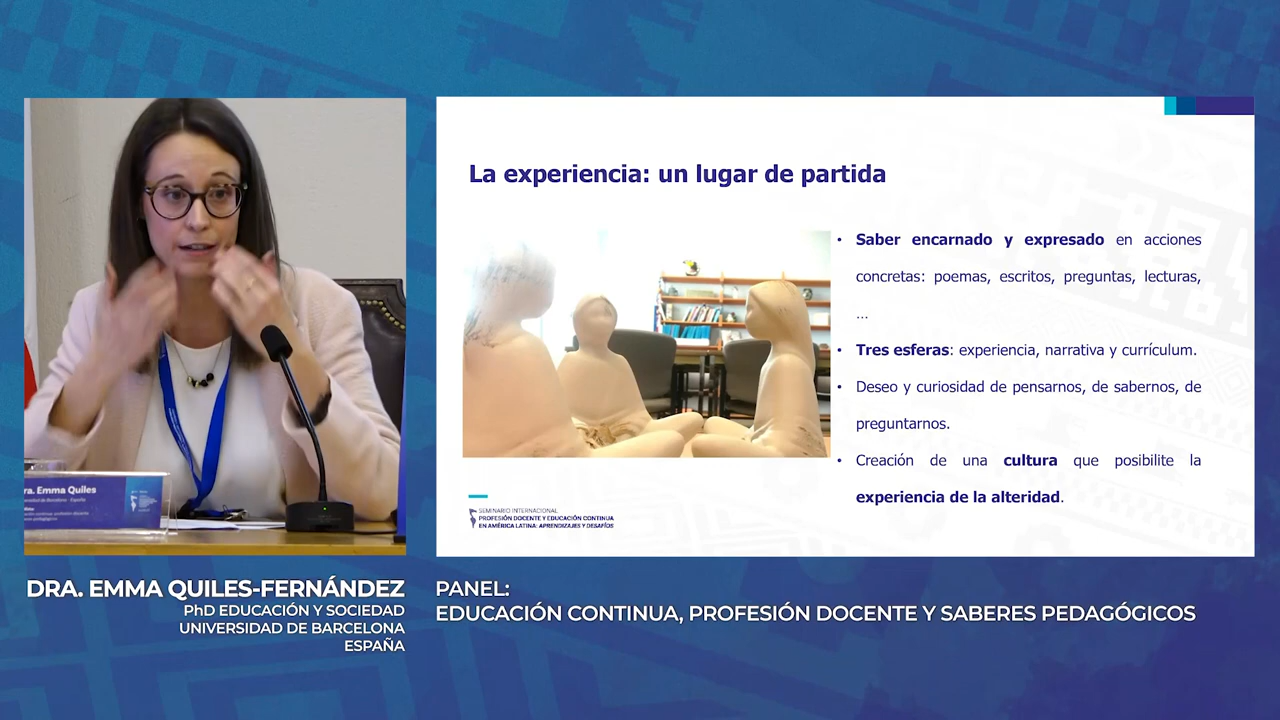 La experiencia: un lugar de partida
• Saber encarnado y expresado en acciones
concretas: poemas, escritos, preguntas, lecturas,
...
• Tres esferas: experiencia, narrativa y currículum.
• Deseo y curiosidad de pensarnos, de sabernos, de
preguntarnos.
• Creación de una cultura que posibilite la
experiencia de la alteridad.
SEMINARIO INTERNACIONAL
PROFESIÓN DOCENTE Y EDUCACIÓN CONTINUA
EN AMÉRICA LATINA: APRENDIZAJES Y DESAFÍOS
ra. Emma Quiles
DRA. EMMA QUILES-FERNÁNDEZ
PhD EDUCACIÓN Y SOCIEDAD
UNIVERSIDAD DE BARCELONA
ESPAÑA
PANEL:
EDUCACIÓN CONTINUA, PROFESIÓN DOCENTE Y SABERES PEDAGÓGICOS